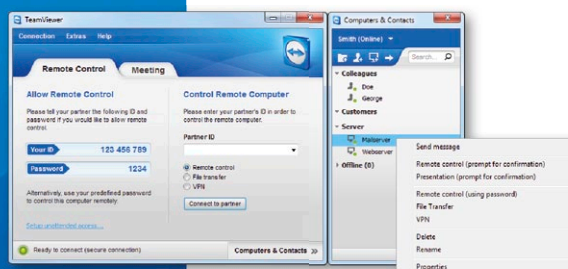 TeamViewer
Connection Extras Help
Remote Control Meeting
Allow Remote Control
Please tell your partner the following ID and
password if you would like to allow remote
control.
Your ID 123 456 789
Password 1234
Alternatively, use your predefined password
to control this computer remotely.
Setup unattended access...
Control Remote Computer
Please enter your partner's ID in order to
control the remote computer.
Partner ID
Remote control
File transfer
VPN
Connect to partner
Ready to connect (secure connection)
Computers & Contacts >>
Computers & Contacts
Smith (Online)
Search...
Colleagues
Doe
George
Customers
Server
Mailserver
Webserver
Offline (0)
Send message
Remote control (prompt for confirmation)
Presentation (prompt for confirmation)
Remote control (using password)
File Transfer
VPN
Delete
Rename
Properties